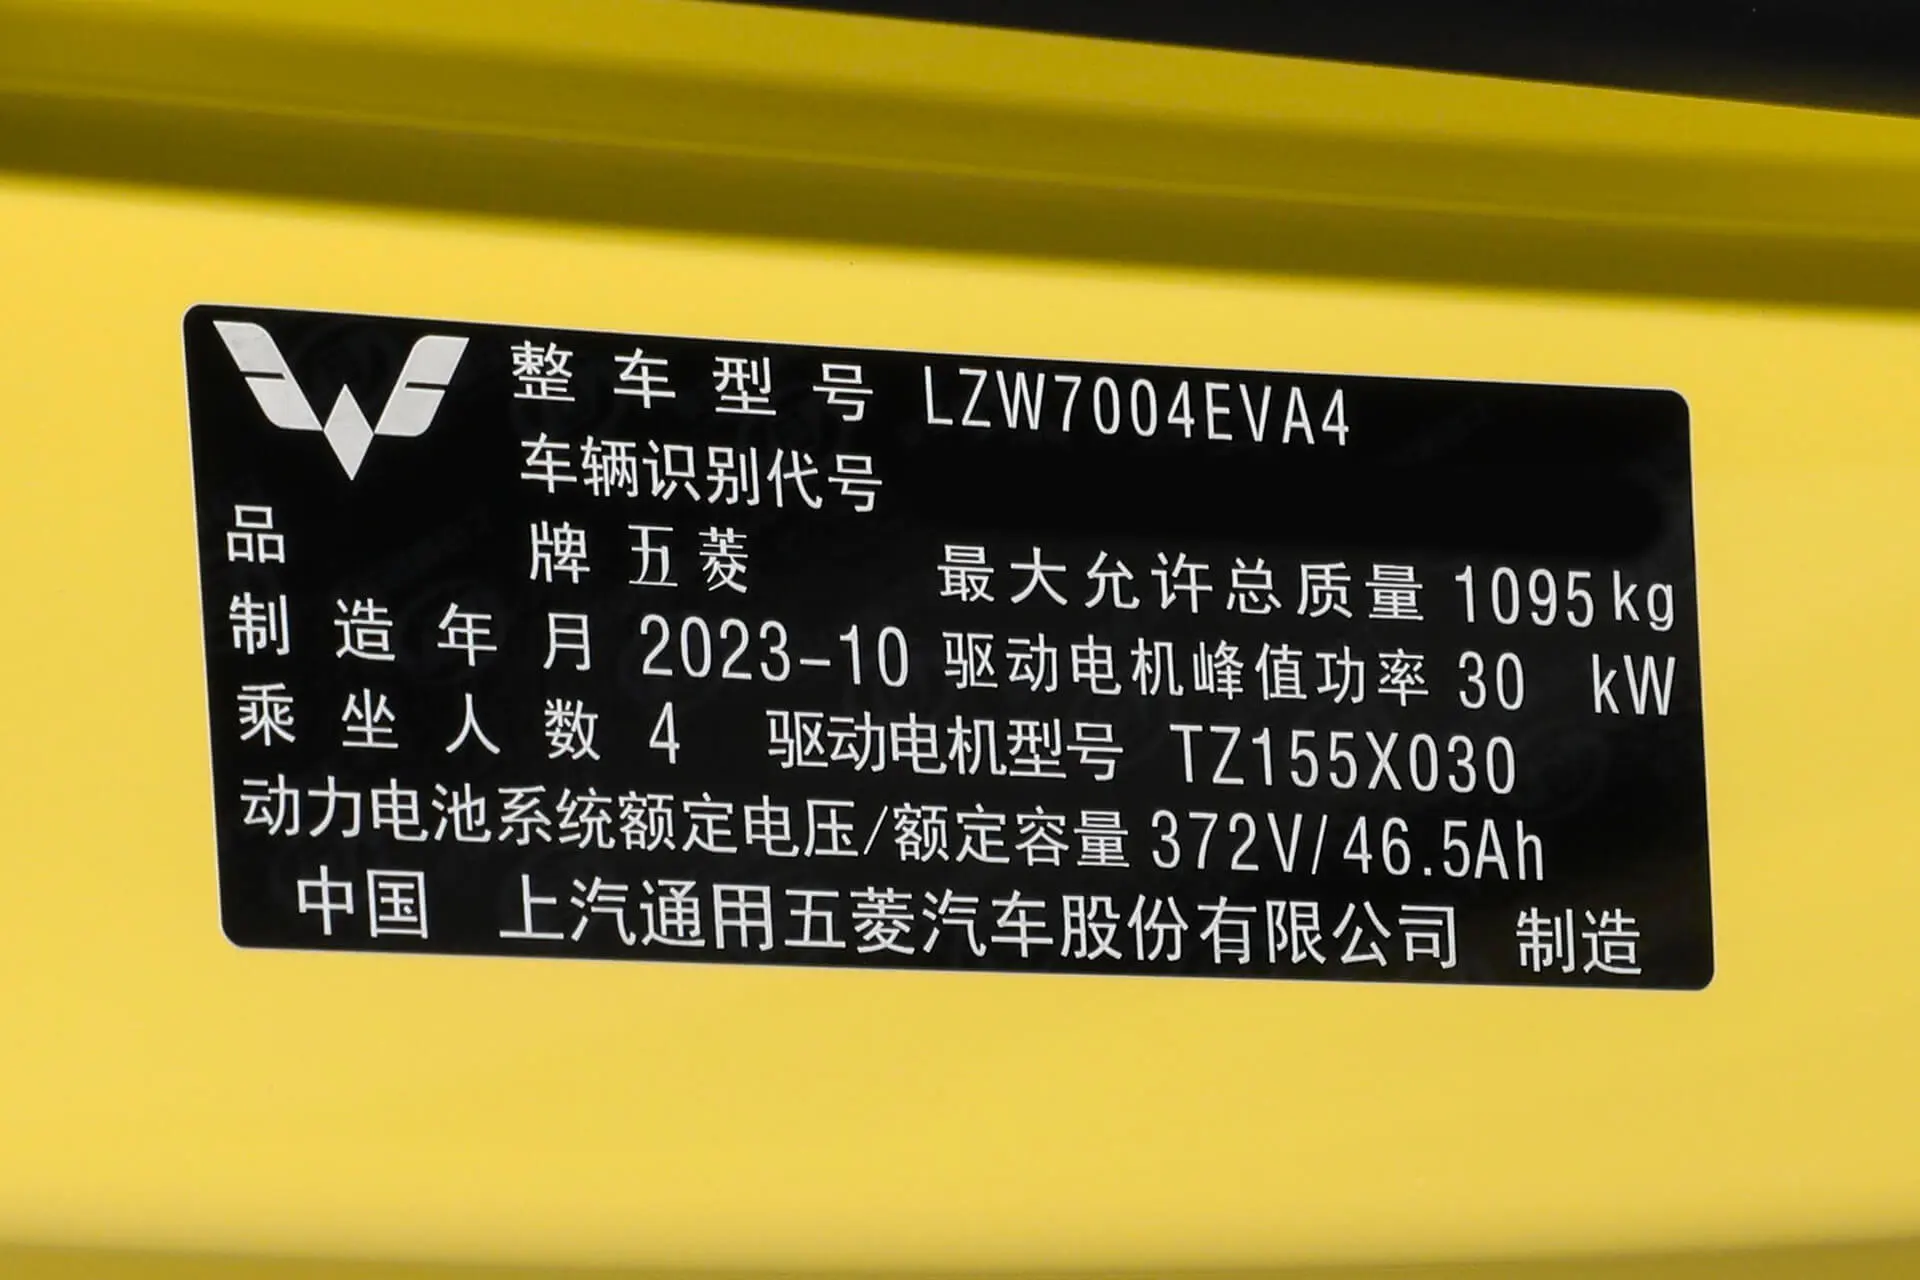 整车型号 LZW7004EVA4
车辆识别代号
品牌 五菱 最大允许总质量 1095kg
制造年月 2023-10 驱动电机峰值功率 30 kW
乘坐人数 4 驱动电机型号 TZ155X030
动力电池系统额定电压/额定容量 372V/46.5Ah
中国 上汽通用五菱汽车股份有限公司 制造